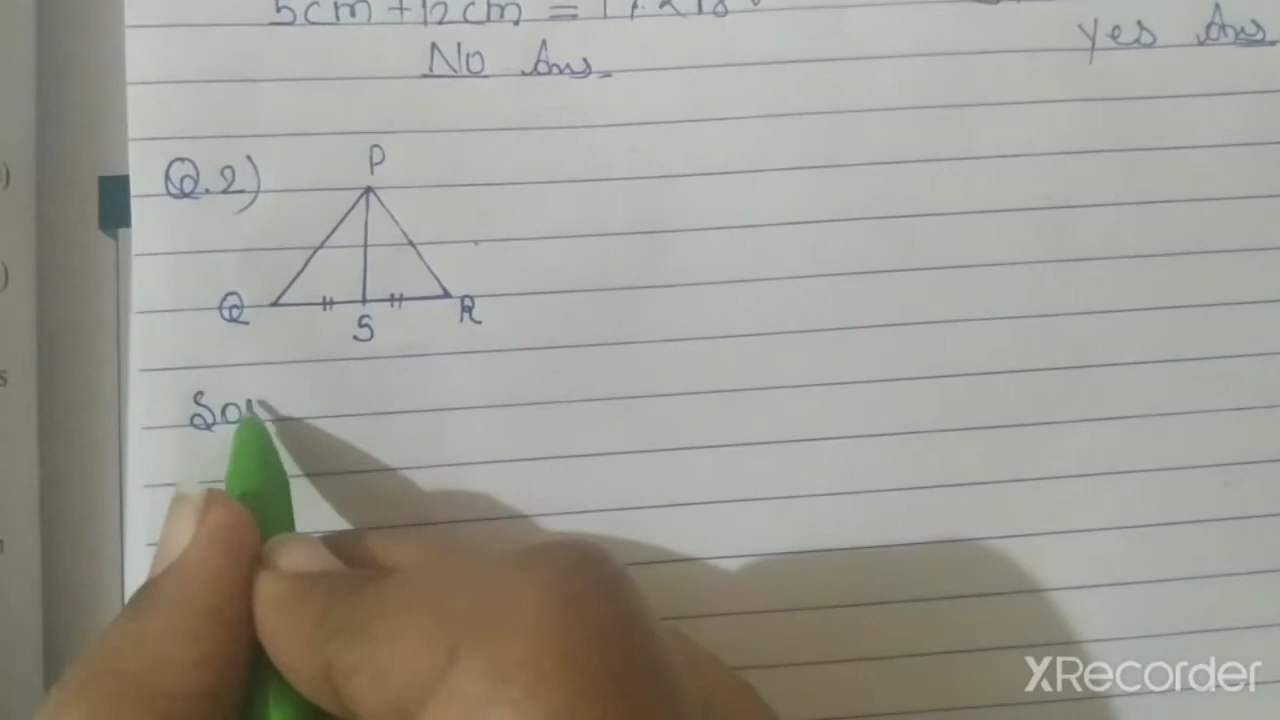 5cm + 12cm =
No Ans.
yes Ans
Q.2)
P
Q
S
R
So
XRecorder